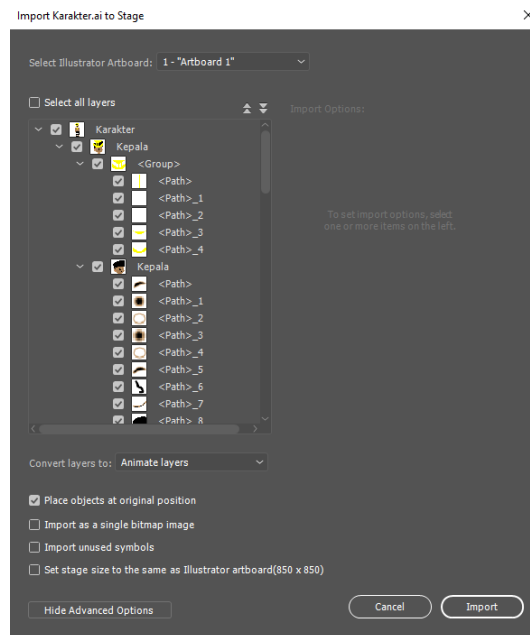 Import Karakter.ai to Stage
Select Illustrator Artboard: 1 - "Artboard 1"
Select all layers
Import Options:
Karakter
Kepala
<Group>
<Path>
<Path>_1
<Path>_2
<Path>_3
<Path>_4
Kepala
<Path>
<Path>_1
<Path>_2
<Path>_3
<Path>_4
<Path>_5
<Path>_6
<Path>_7
<Path>_8
To set import options, select
one or more items on the left.
Convert layers to: Animate layers
Place objects at original position
Import as a single bitmap image
Import unused symbols
Set stage size to the same as Illustrator artboard(850 x 850)
Hide Advanced Options
Cancel
Import